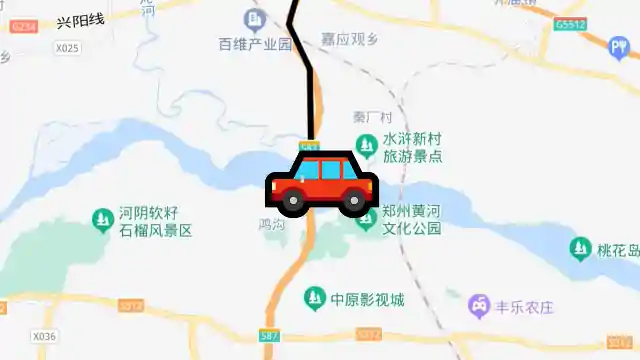 兴阳线
G234
X025
百维产业园
嘉应观乡
G5512
秦厂村
水浒新村
旅游景点
河阴软籽
石榴风景区
鸿沟
郑州黄河
文化公园
桃花岛
中原影视城
丰乐农庄
S312
X036
S87
S312
S312